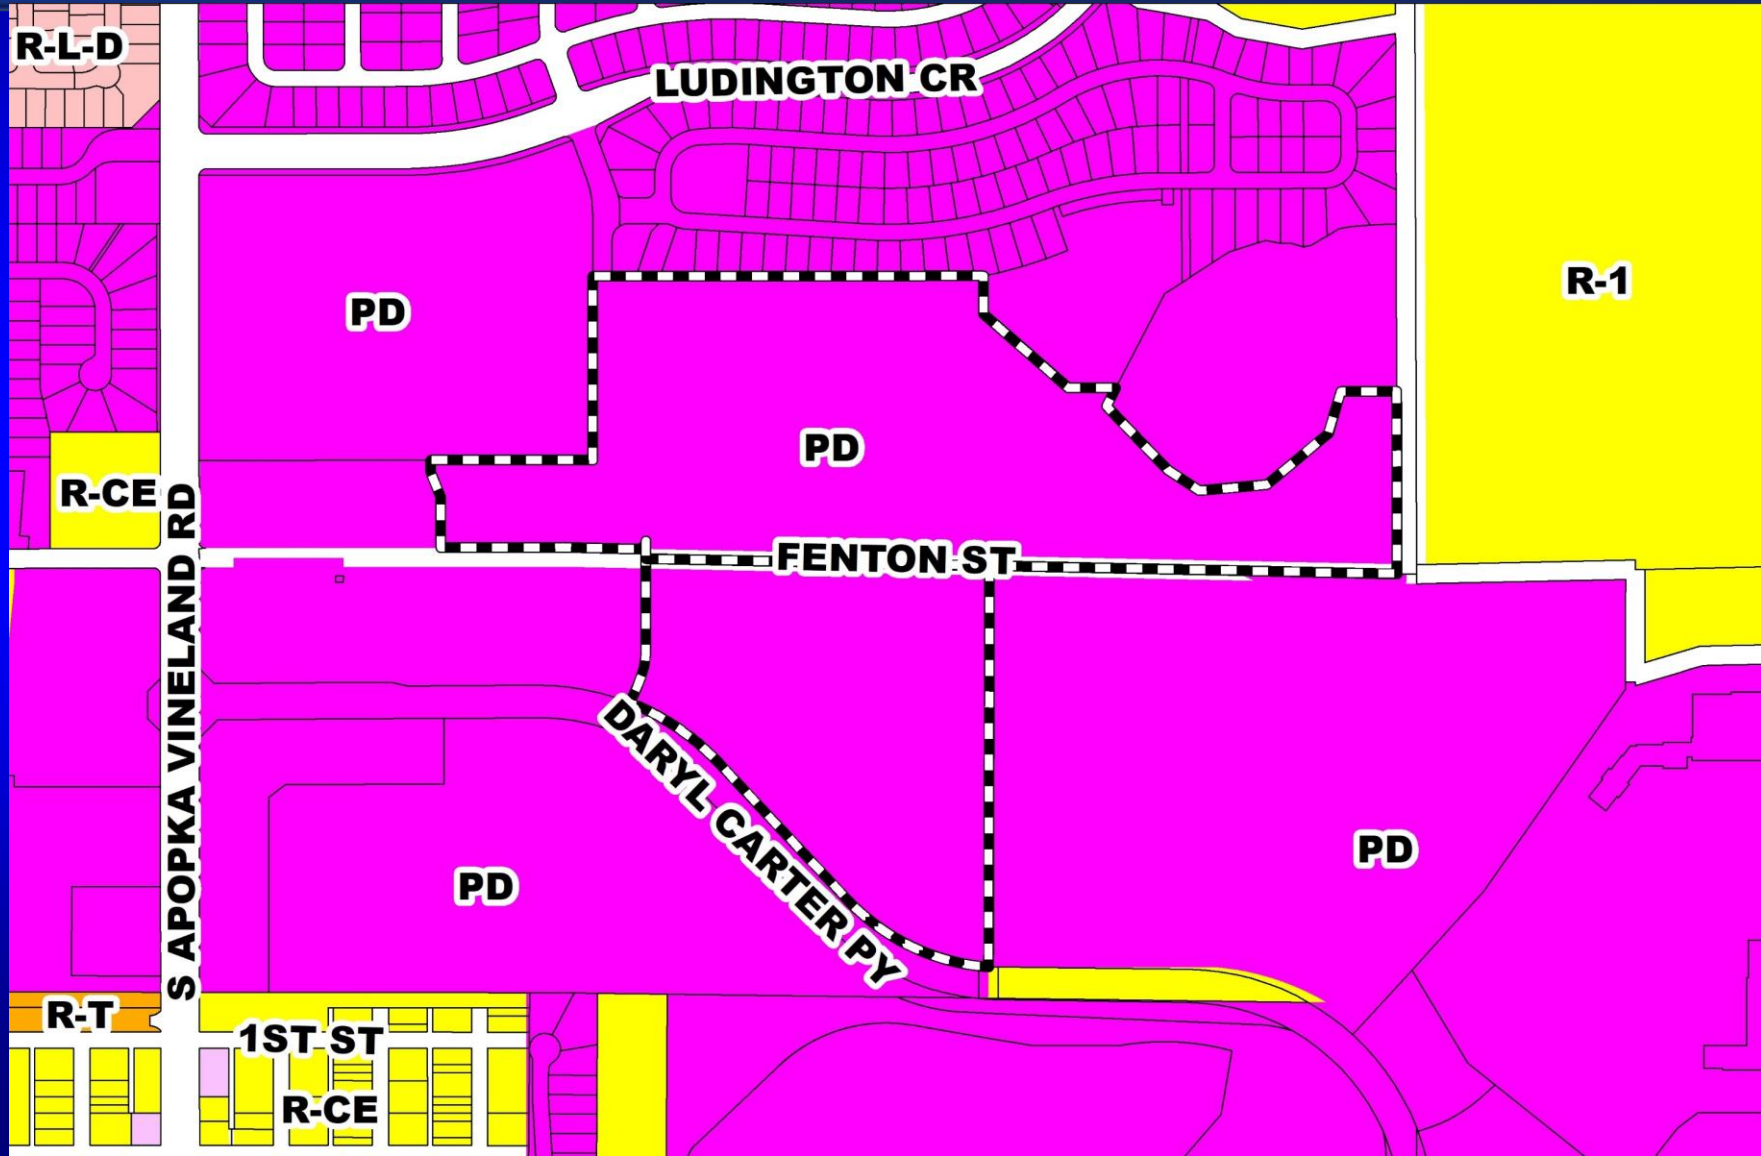 R-L-D
LUDINGTON CR
R-1
PD
PD
R-CE
S APOPKA VINELAND RD
FENTON ST
DARYL CARTER PY
PD
PD
R-T
1ST ST
R-CE